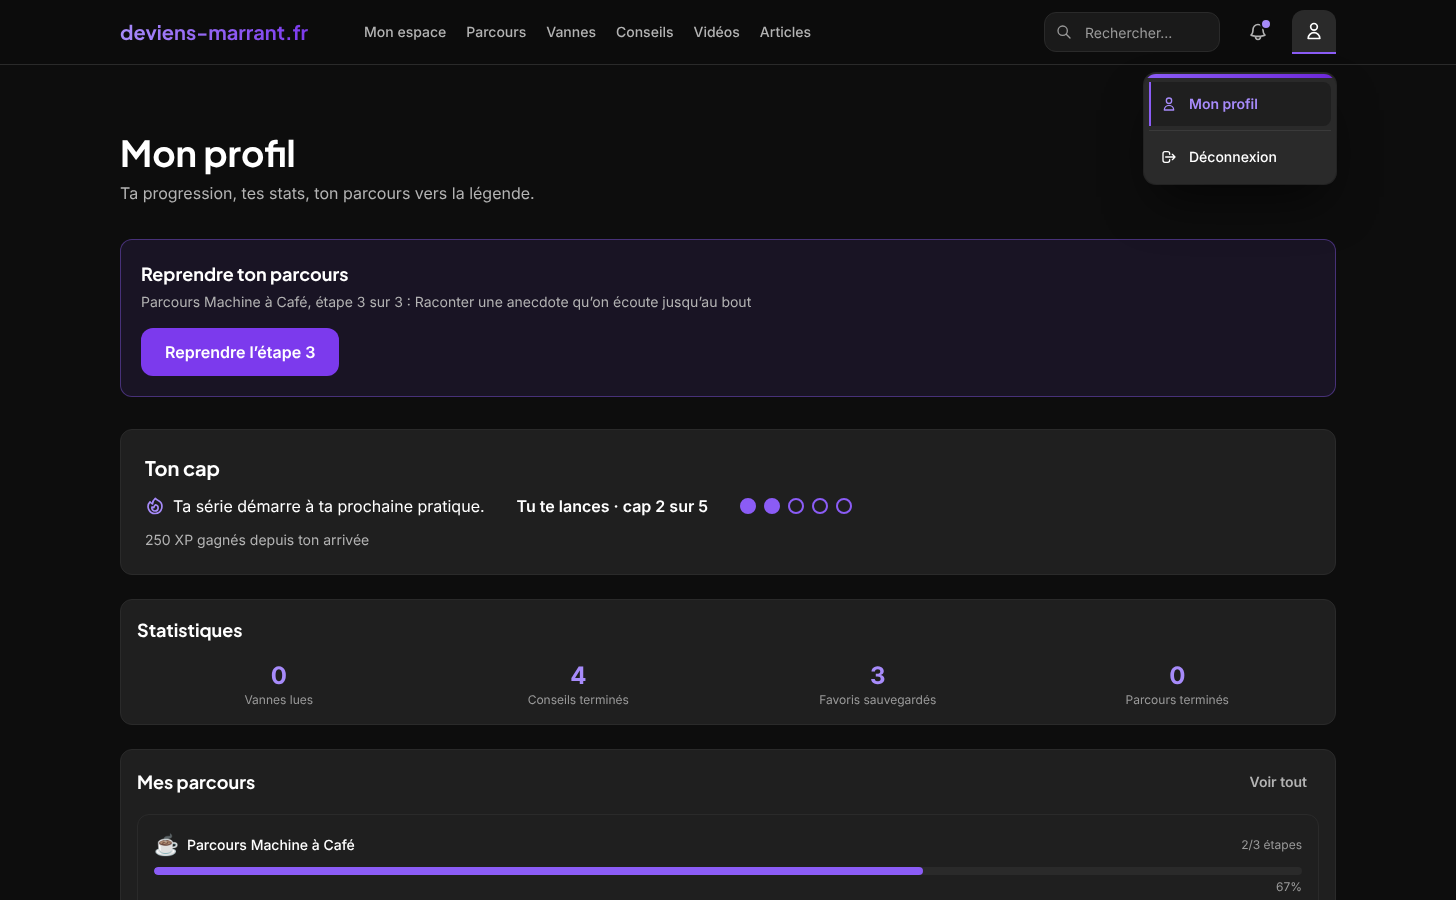 deviens-marrant.fr
Mon espace
Parcours
Vannes
Conseils
Vidéos
Articles
Rechercher...
Mon profil
Déconnexion
Mon profil
Ta progression, tes stats, ton parcours vers la légende.
Reprendre ton parcours
Parcours Machine à Café, étape 3 sur 3 : Raconter une anecdote qu’on écoute jusqu’au bout
Reprendre l’étape 3
Ton cap
Ta série démarre à ta prochaine pratique.
Tu te lances · cap 2 sur 5
250 XP gagnés depuis ton arrivée
Statistiques
0
Vannes lues
4
Conseils terminés
3
Favoris sauvegardés
0
Parcours terminés
Mes parcours
Voir tout
Parcours Machine à Café
2/3 étapes
67%